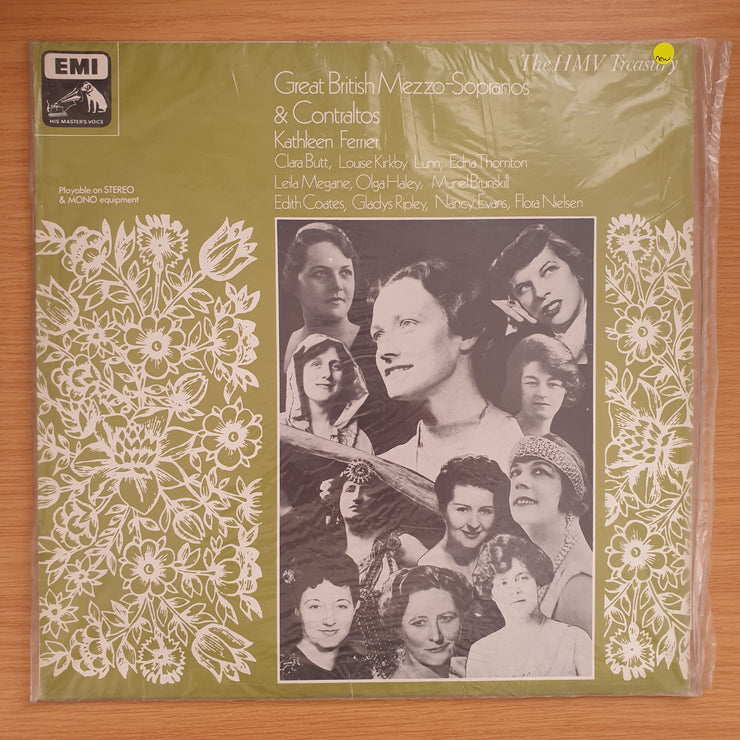 EMI
HIS MASTER'S VOICE
The HMV Treasury
new
Great British Mezzo-Sopranos
& Contraltos
Kathleen Ferrier
Clara Butt, Louise Kirkby Lunn, Edna Thornton
Leila Megane, Olga Haley, Muriel Brunskill
Edith Coates, Gladys Ripley, Nancy Evans, Flora Nielsen
Playable on STEREO
& MONO equipment